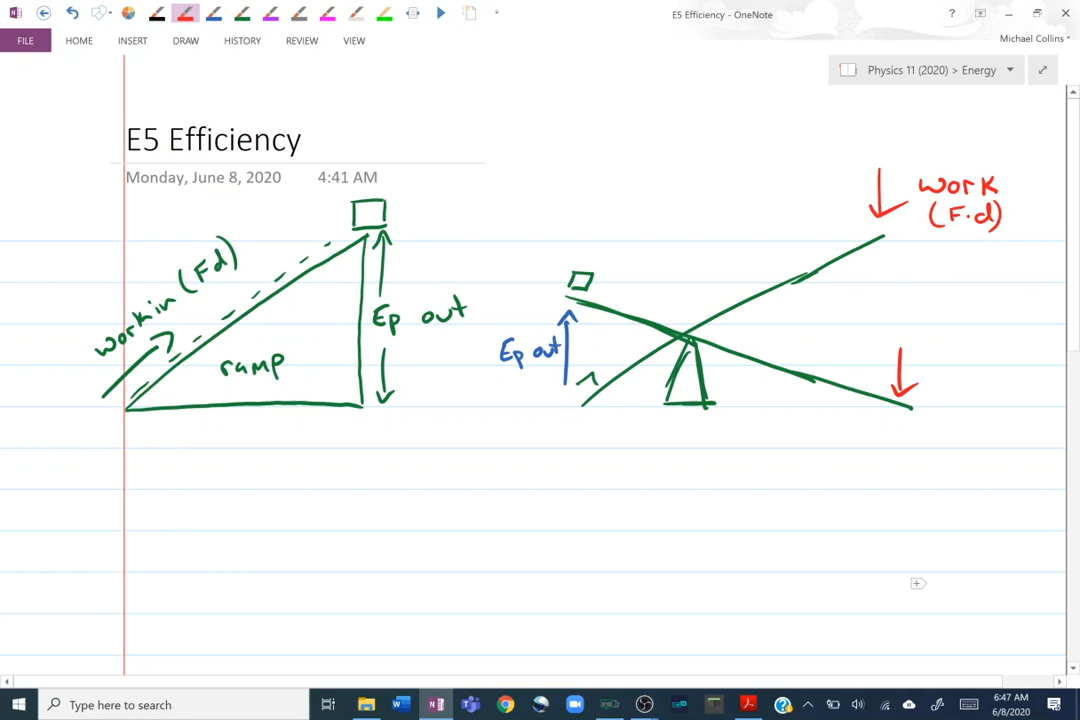 E5 Efficiency - OneNote
?
FILE
HOME
INSERT
DRAW
HISTORY
REVIEW
VIEW
Michael Collins
Physics 11 (2020) > Energy
E5 Efficiency
Monday, June 8, 2020
4:41 AM
work in (Fd)
Ep out
ramp
work
(F·d)
Ep out
Type here to search
6:47 AM
6/8/2020